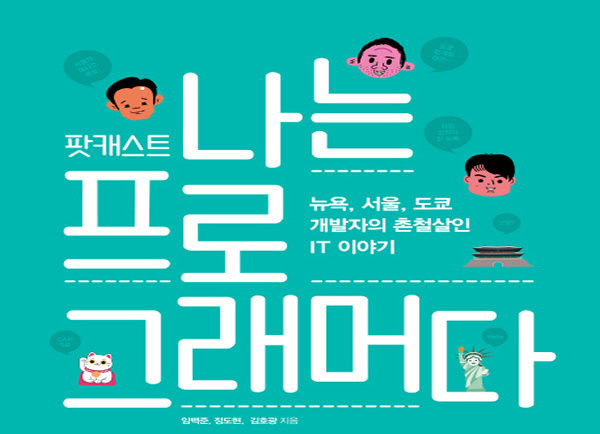 팟캐스트
나는
프로
그래머다
뉴욕, 서울, 도쿄
개발자의 촌철살인
IT 이야기
임백준, 정도현, 김호광 지음